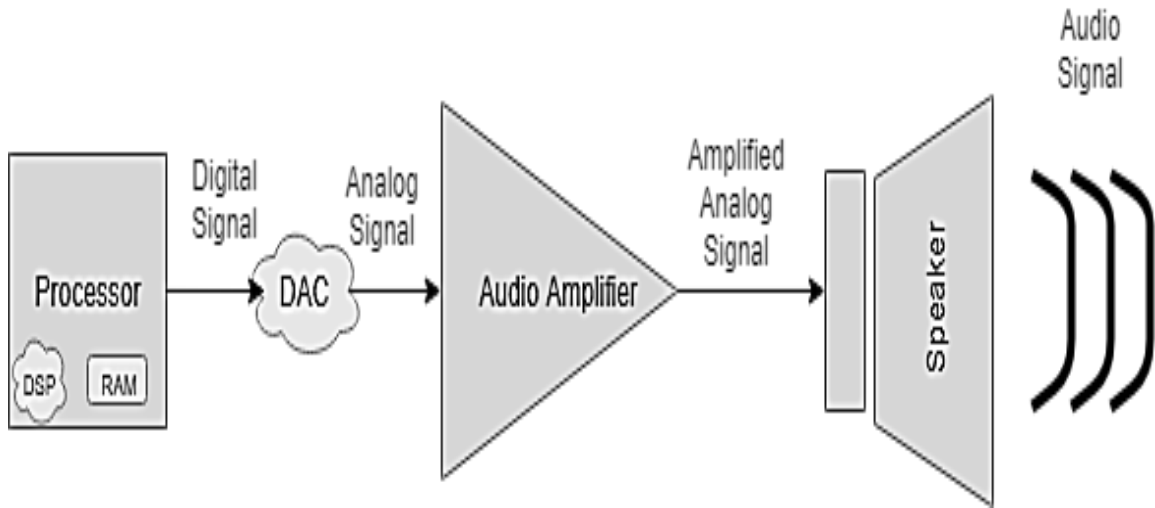 Audio
Signal
Digital
Signal
Analog
Signal
Amplified
Analog
Signal
Processor
DAC
Audio Amplifier
Speaker
DSP
RAM